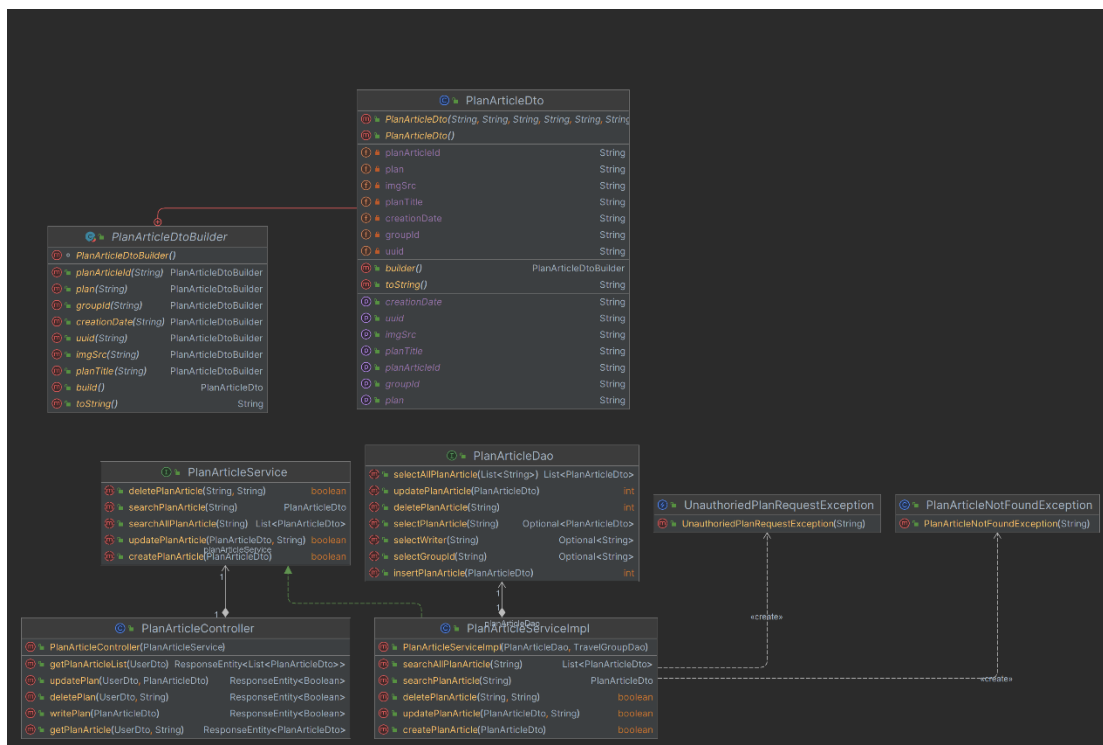 PlanArticleDto
PlanArticleDto(String, String, String, String, String, String
PlanArticleDto()
planArticleId String
plan String
imgSrc String
planTitle String
creationDate String
groupId String
uuid String
builder() PlanArticleDtoBuilder
toString() String
creationDate String
uuid String
imgSrc String
planTitle String
planArticleId String
groupId String
plan String
PlanArticleDtoBuilder
PlanArticleDtoBuilder()
planArticleId(String) PlanArticleDtoBuilder
plan(String) PlanArticleDtoBuilder
groupId(String) PlanArticleDtoBuilder
creationDate(String) PlanArticleDtoBuilder
uuid(String) PlanArticleDtoBuilder
imgSrc(String) PlanArticleDtoBuilder
planTitle(String) PlanArticleDtoBuilder
build() PlanArticleDto
toString() String
PlanArticleService
deletePlanArticle(String, String) boolean
searchPlanArticle(String) PlanArticleDto
searchAllPlanArticle(String) List<PlanArticleDto>
updatePlanArticle(PlanArticleDto, String) boolean
planArticleService
createPlanArticle(PlanArticleDto) boolean
PlanArticleDao
selectAllPlanArticle(List<String>) List<PlanArticleDto>
updatePlanArticle(PlanArticleDto) int
deletePlanArticle(String) int
selectPlanArticle(String) Optional<PlanArticleDto>
selectWriter(String) Optional<String>
selectGroupId(String) Optional<String>
insertPlanArticle(PlanArticleDto) int
UnauthoriedPlanRequestException
UnauthoriedPlanRequestException(String)
PlanArticleNotFoundException
PlanArticleNotFoundException(String)
1
1
1
1
«create»
«create»
PlanArticleController
PlanArticleController(PlanArticleService)
getPlanArticleList(UserDto) ResponseEntity<List<PlanArticleDto>>
updatePlan(UserDto, PlanArticleDto) ResponseEntity<Boolean>
deletePlan(UserDto, String) ResponseEntity<Boolean>
writePlan(PlanArticleDto) ResponseEntity<Boolean>
getPlanArticle(UserDto, String) ResponseEntity<PlanArticleDto>
planArticleDao
PlanArticleServiceImpl
PlanArticleServiceImpl(PlanArticleDao, TravelGroupDao)
searchAllPlanArticle(String) List<PlanArticleDto>
searchPlanArticle(String) PlanArticleDto
deletePlanArticle(String, String) boolean
updatePlanArticle(PlanArticleDto, String) boolean
createPlanArticle(PlanArticleDto) boolean